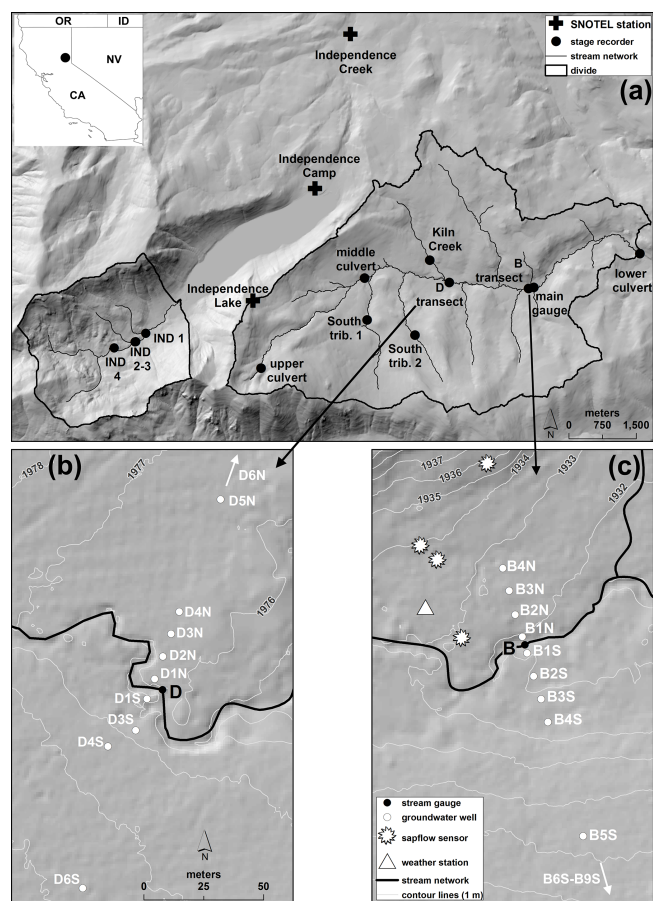 OR
ID
NV
CA
SNOTEL station
stage recorder
stream network
divide
(a)
Independence
Creek
Independence
Camp
Kiln
Creek
middle
culvert
B
transect
D
transect
main
gauge
lower
culvert
Independence
Lake
IND 1
IND
2-3
IND
4
South
trib. 1
South
trib. 2
upper
culvert
N
meters
0 750 1,500
(b)
1978
1977
D6N
D5N
1976
D4N
D3N
D2N
D1N
D
D1S
D3S
D4S
D6S
N
meters
0 25 50
(c)
1937
1936
1935
1934
1933
1932
B4N
B3N
B2N
B1N
B
B1S
B2S
B3S
B4S
B5S
B6S-B9S
stream gauge
groundwater well
sapflow sensor
weather station
stream network
contour lines (1 m)